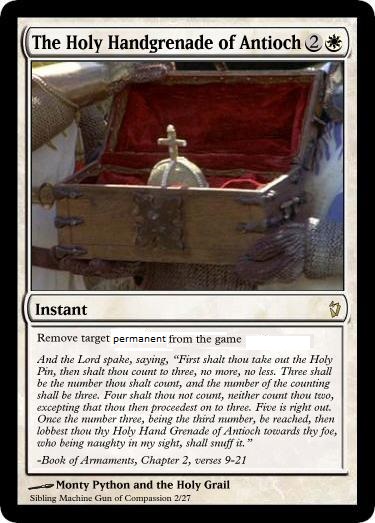 The Holy Handgrenade of Antioch 2
Instant
Remove target permanent from the game
And the Lord spake, saying, “First shalt thou take out the Holy
Pin, then shalt thou count to three, no more, no less. Three shall
be the number thou shalt count, and the number of the counting
shall be three. Four shalt thou not count, neither count thou two,
excepting that thou then proceedest on to three. Five is right out.
Once the number three, being the third number, be reached, then
lobbest thou thy Holy Hand Grenade of Antioch towards thy foe,
who being naughty in my sight, shall snuff it.”
-Book of Armaments, Chapter 2, verses 9-21
Monty Python and the Holy Grail
Sibling Machine Gun of Compassion 2/27